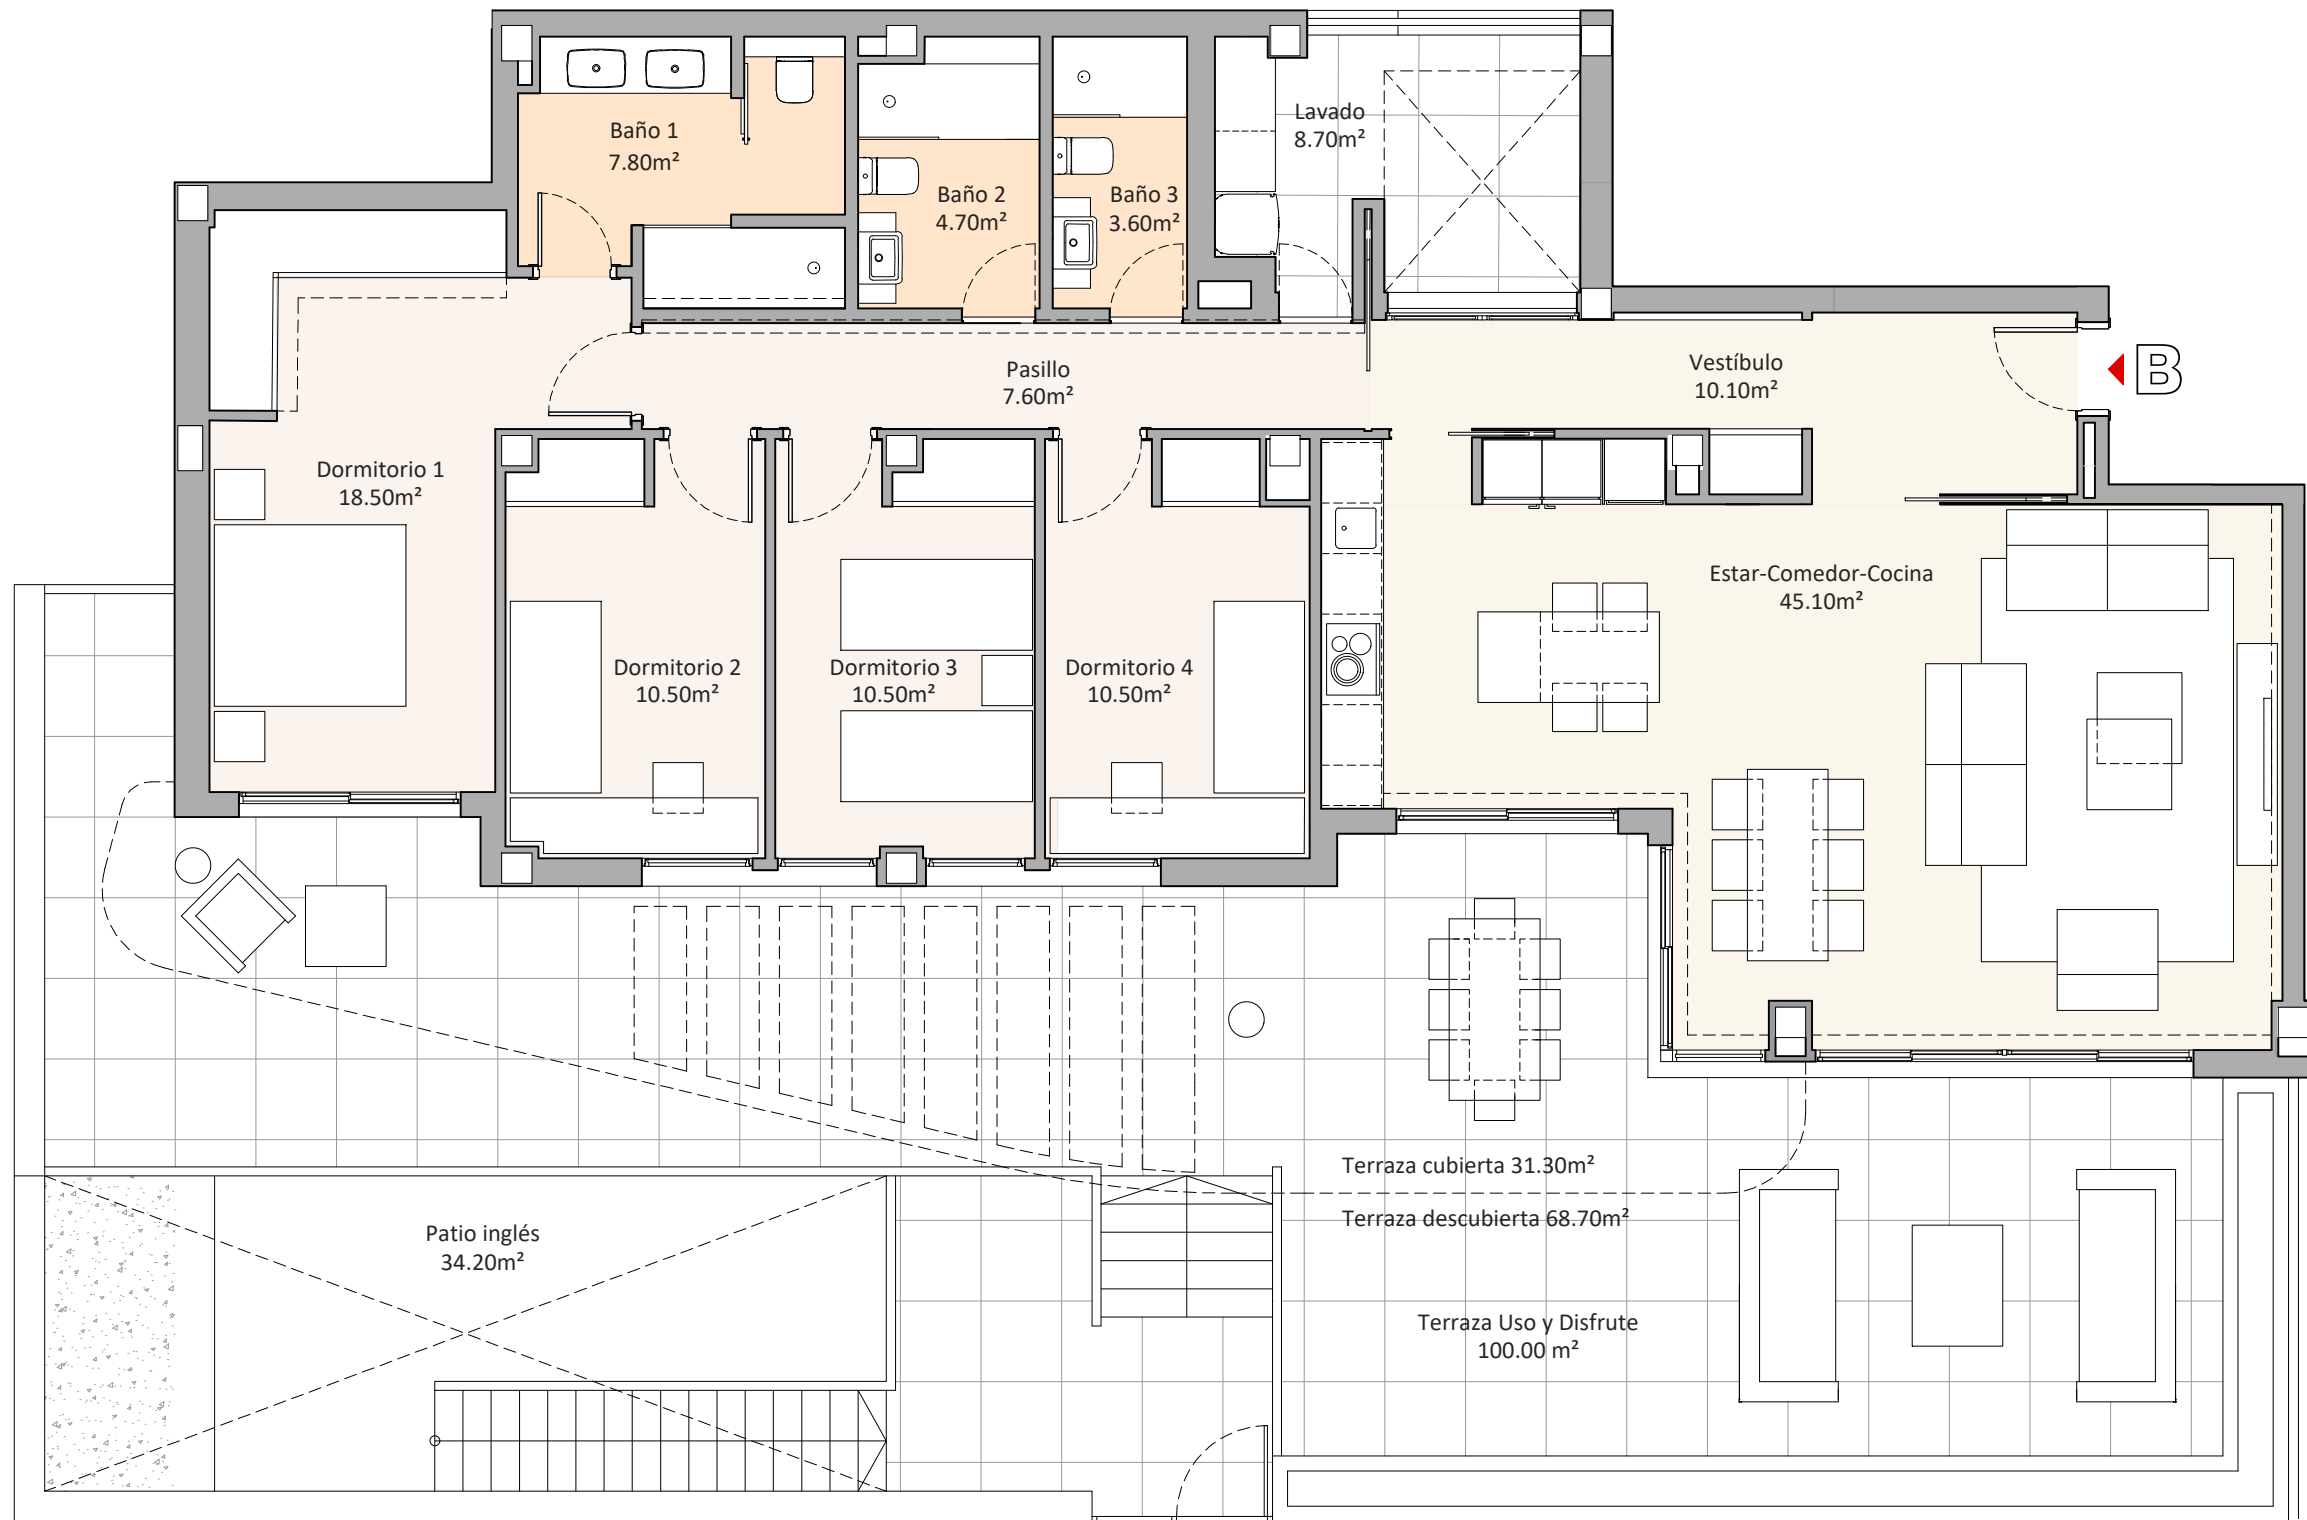 Baño 1
7.80m²
Baño 2
4.70m²
Baño 3
3.60m²
Lavado
8.70m²
Pasillo
7.60m²
Vestíbulo
10.10m²
B
Dormitorio 1
18.50m²
Dormitorio 2
10.50m²
Dormitorio 3
10.50m²
Dormitorio 4
10.50m²
Estar-Comedor-Cocina
45.10m²
Terraza cubierta 31.30m²
Terraza descubierta 68.70m²
Patio inglés
34.20m²
Terraza Uso y Disfrute
100.00 m²